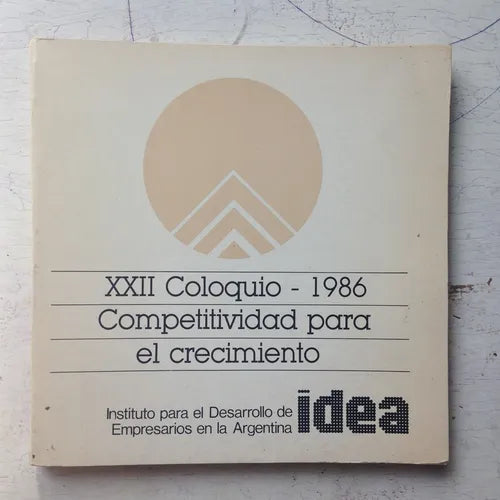 XXII Coloquio - 1986
Competitividad para
el crecimiento
Instituto para el Desarrollo de
Empresarios en la Argentina
idea